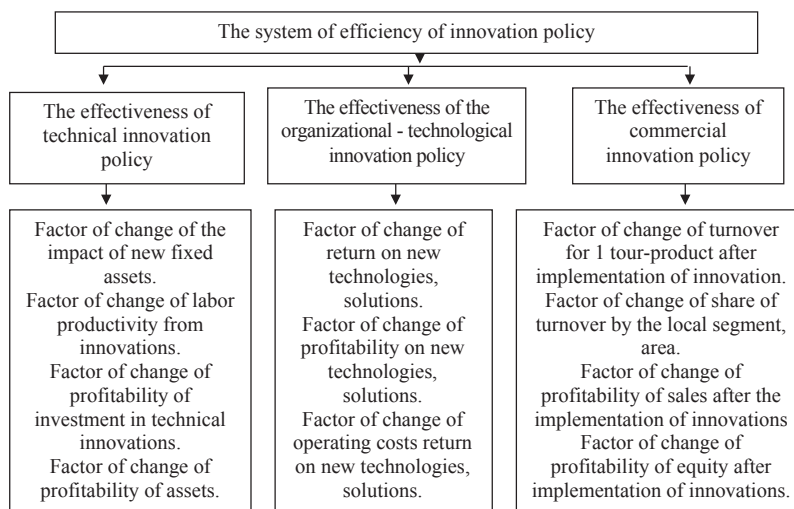 The system of efficiency of innovation policy
The effectiveness of
technical innovation
policy
The effectiveness of the
organizational - technological
innovation policy
The effectiveness of
commercial
innovation policy
Factor of change of the
impact of new fixed
assets.
Factor of change of labor
productivity from
innovations.
Factor of change of
profitability of
investment in technical
innovations.
Factor of change of
profitability of assets.
Factor of change of
return on new
technologies,
solutions.
Factor of change of
profitability on new
technologies,
solutions.
Factor of change of
operating costs return
on new technologies,
solutions.
Factor of change of turnover
for 1 tour-product after
implementation of innovation.
Factor of change of share of
turnover by the local segment,
area.
Factor of change of
profitability of sales after the
implementation of innovations
Factor of change of
profitability of equity after
implementation of innovations.